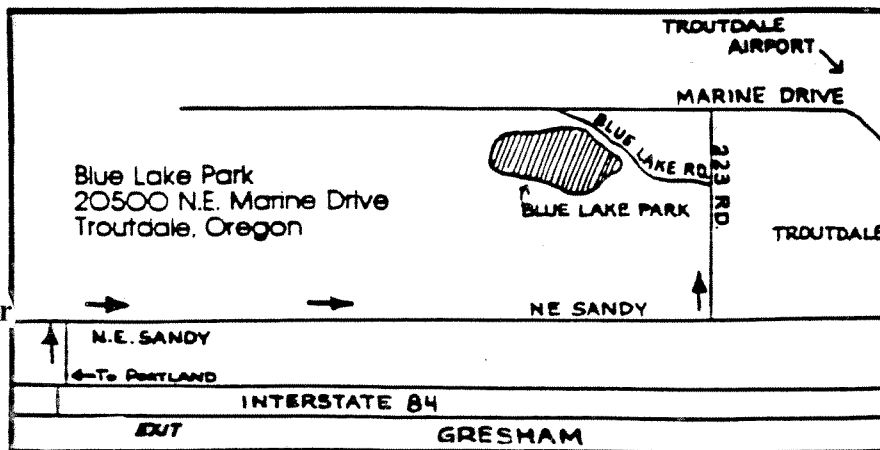 TROUTDALE
AIRPORT
MARINE DRIVE
BLUE LAKE RD.
223 RD.
Blue Lake Park
20500 N.E. Marine Drive
Troutdale, Oregon
BLUE LAKE PARK
TROUTDALE
NE SANDY
r
N.E. SANDY
To PORTLAND
INTERSTATE 84
EXIT
GRESHAM